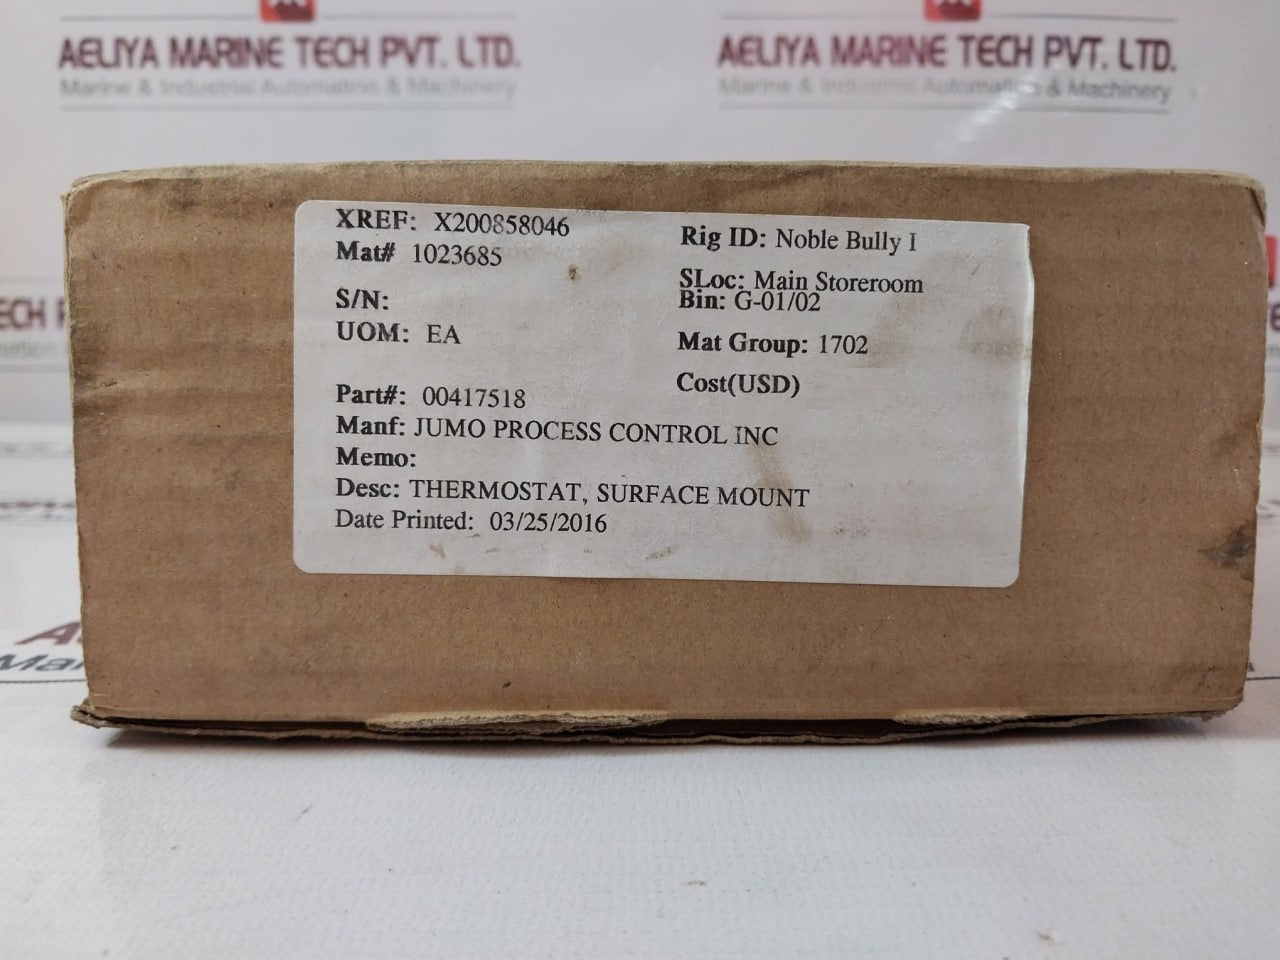 AELIYA MARINE TECH PVT. LTD.
Marine & Industrial Automation & Machinery
AELIYA MARINE TECH PVT. LTD.
Marine & Industrial Automation & Machinery
XREF: X200858046
Mat# 1023685
S/N:
UOM: EA
Part#: 00417518
Manf: JUMO PROCESS CONTROL INC
Memo:
Desc: THERMOSTAT, SURFACE MOUNT
Date Printed: 03/25/2016
Rig ID: Noble Bully I
SLoc: Main Storeroom
Bin: G-01/02
Mat Group: 1702
Cost(USD)